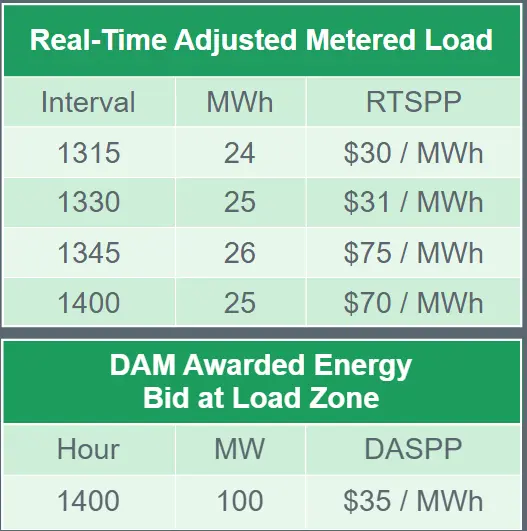 Real-Time Adjusted Metered Load
Interval MWh RTSPP
1315 24 $30 / MWh
1330 25 $31 / MWh
1345 26 $75 / MWh
1400 25 $70 / MWh
DAM Awarded Energy
Bid at Load Zone
Hour MW DASPP
1400 100 $35 / MWh